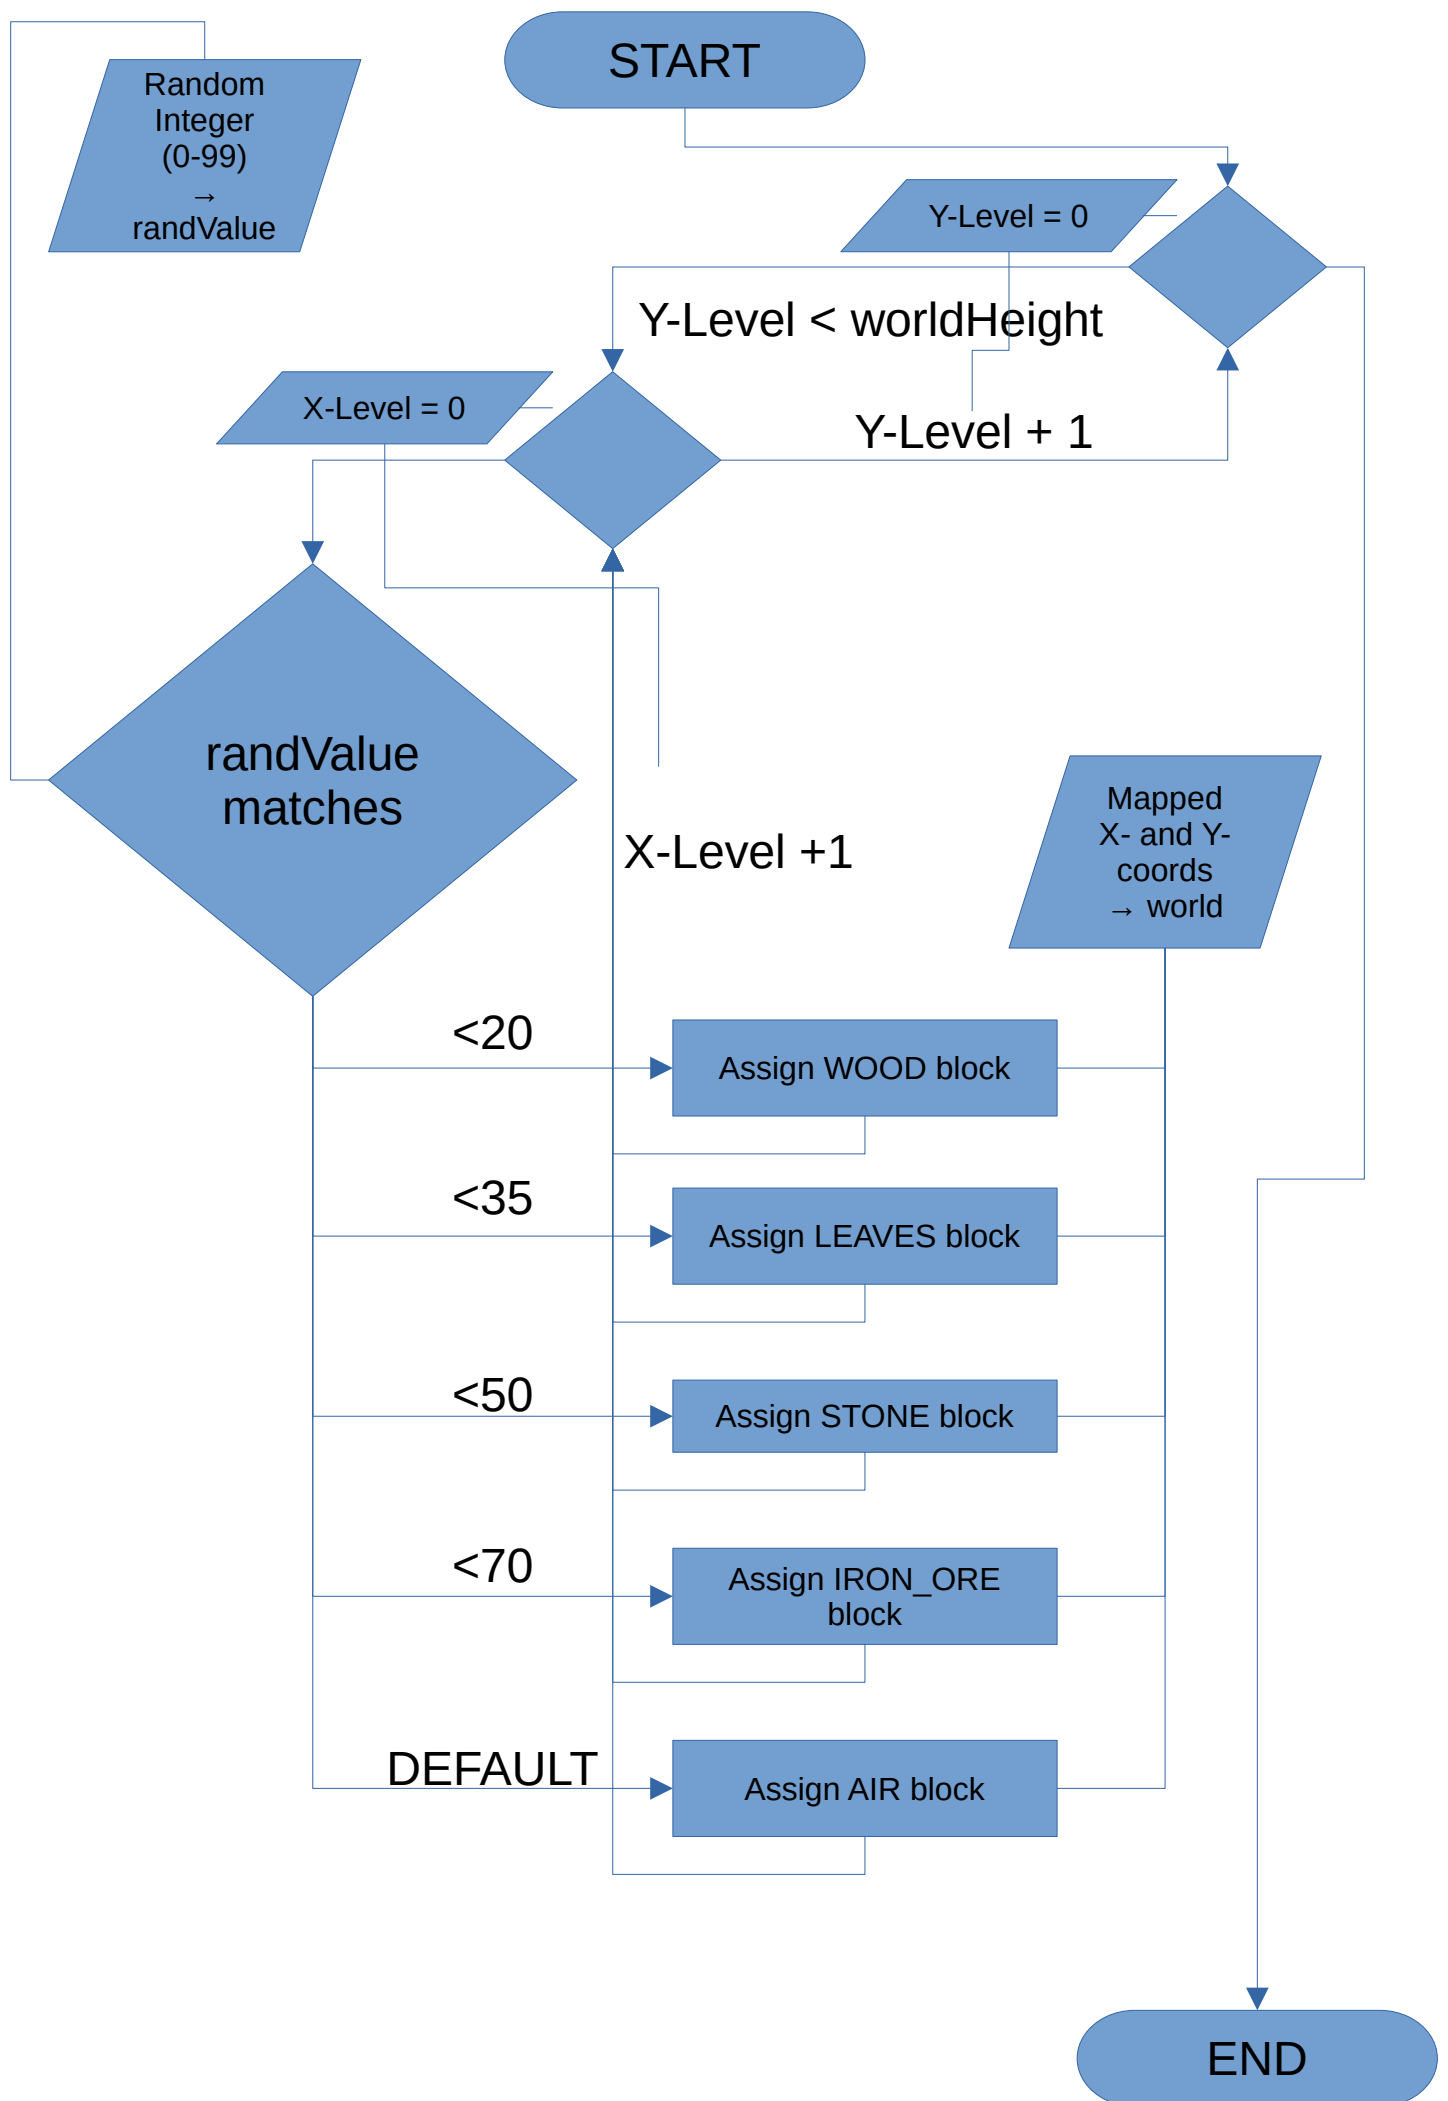 START
Random
Integer
(0-99)
→
randValue
Y-Level = 0
Y-Level < worldHeight
X-Level = 0
Y-Level + 1
randValue
matches
X-Level +1
Mapped
X- and Y-
coords
→ world
<20
Assign WOOD block
<35
Assign LEAVES block
<50
Assign STONE block
<70
Assign IRON_ORE
block
DEFAULT
Assign AIR block
END